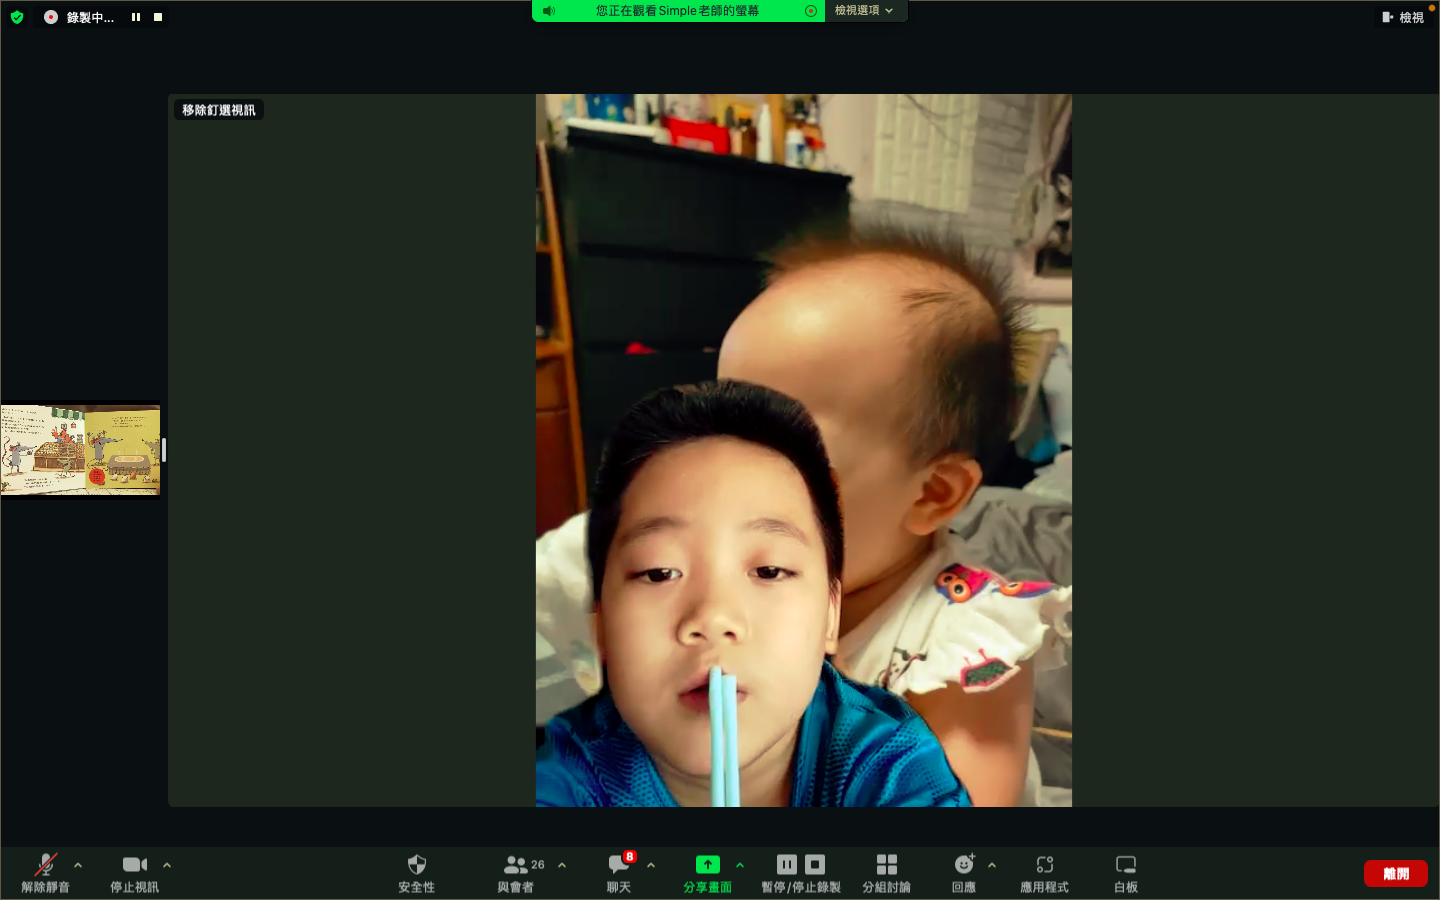 錄製中...
您正在觀看Simple老師的螢幕
檢視選項
檢視
移除釘選視訊
解除靜音
停止視訊
安全性
26
與會者
8
聊天
分享畫面
暫停/停止錄製
分組討論
回應
應用程式
白板
離開